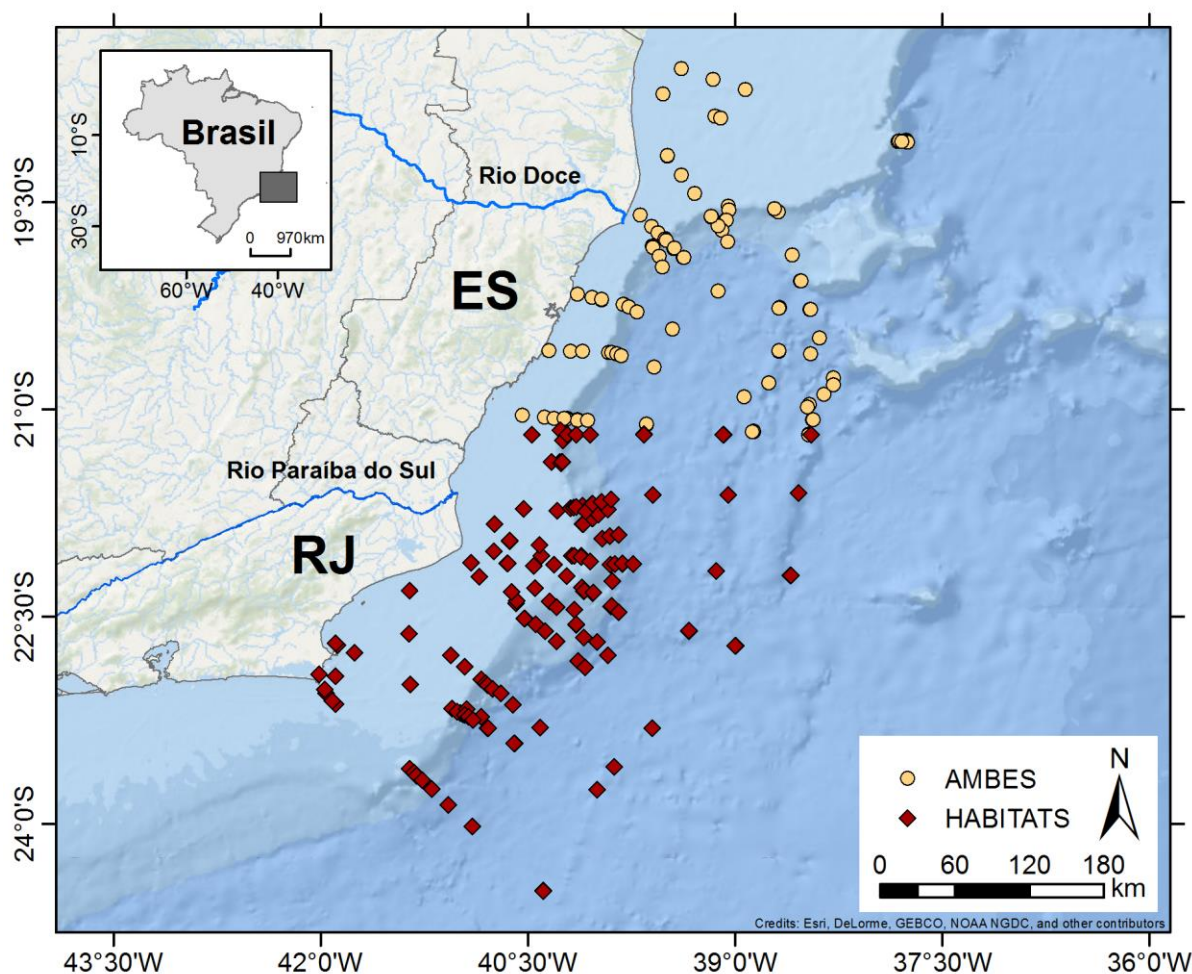 Brasil
10°S
30°S
0 970km
60°W 40°W
Rio Doce
ES
Rio Paraíba do Sul
RJ
19°30'S
21°0'S
22°30'S
24°0'S
AMBES
HABITATS
N
0 60 120 180
km
Credits: Esri, DeLorme, GEBCO, NOAA NGDC, and other contributors
43°30'W 42°0'W 40°30'W 39°0'W 37°30'W 36°0'W